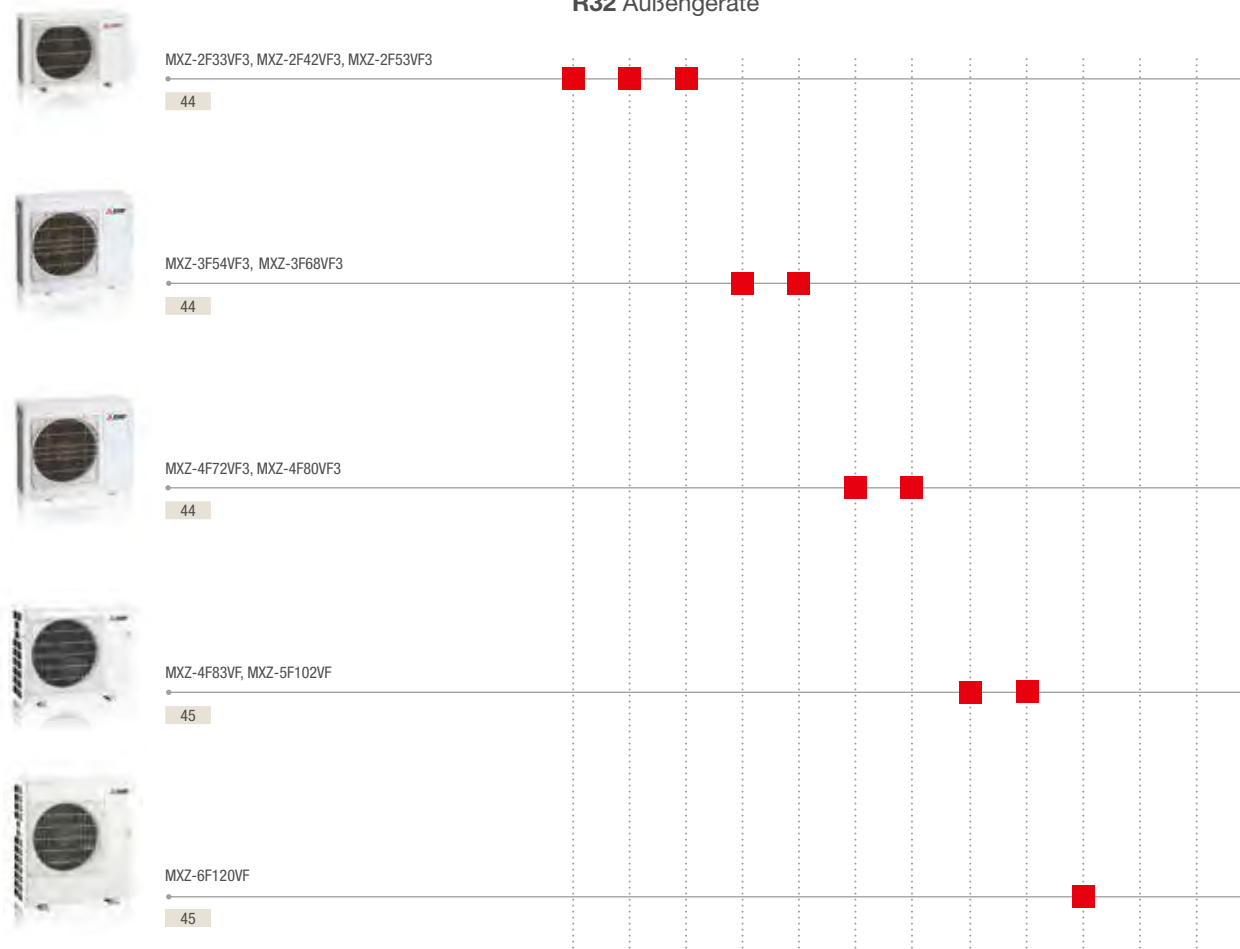 R32 Außengeräte
MXZ-2F33VF3, MXZ-2F42VF3, MXZ-2F53VF3
44
MXZ-3F54VF3, MXZ-3F68VF3
44
MXZ-4F72VF3, MXZ-4F80VF3
44
MXZ-4F83VF, MXZ-5F102VF
45
MXZ-6F120VF
45